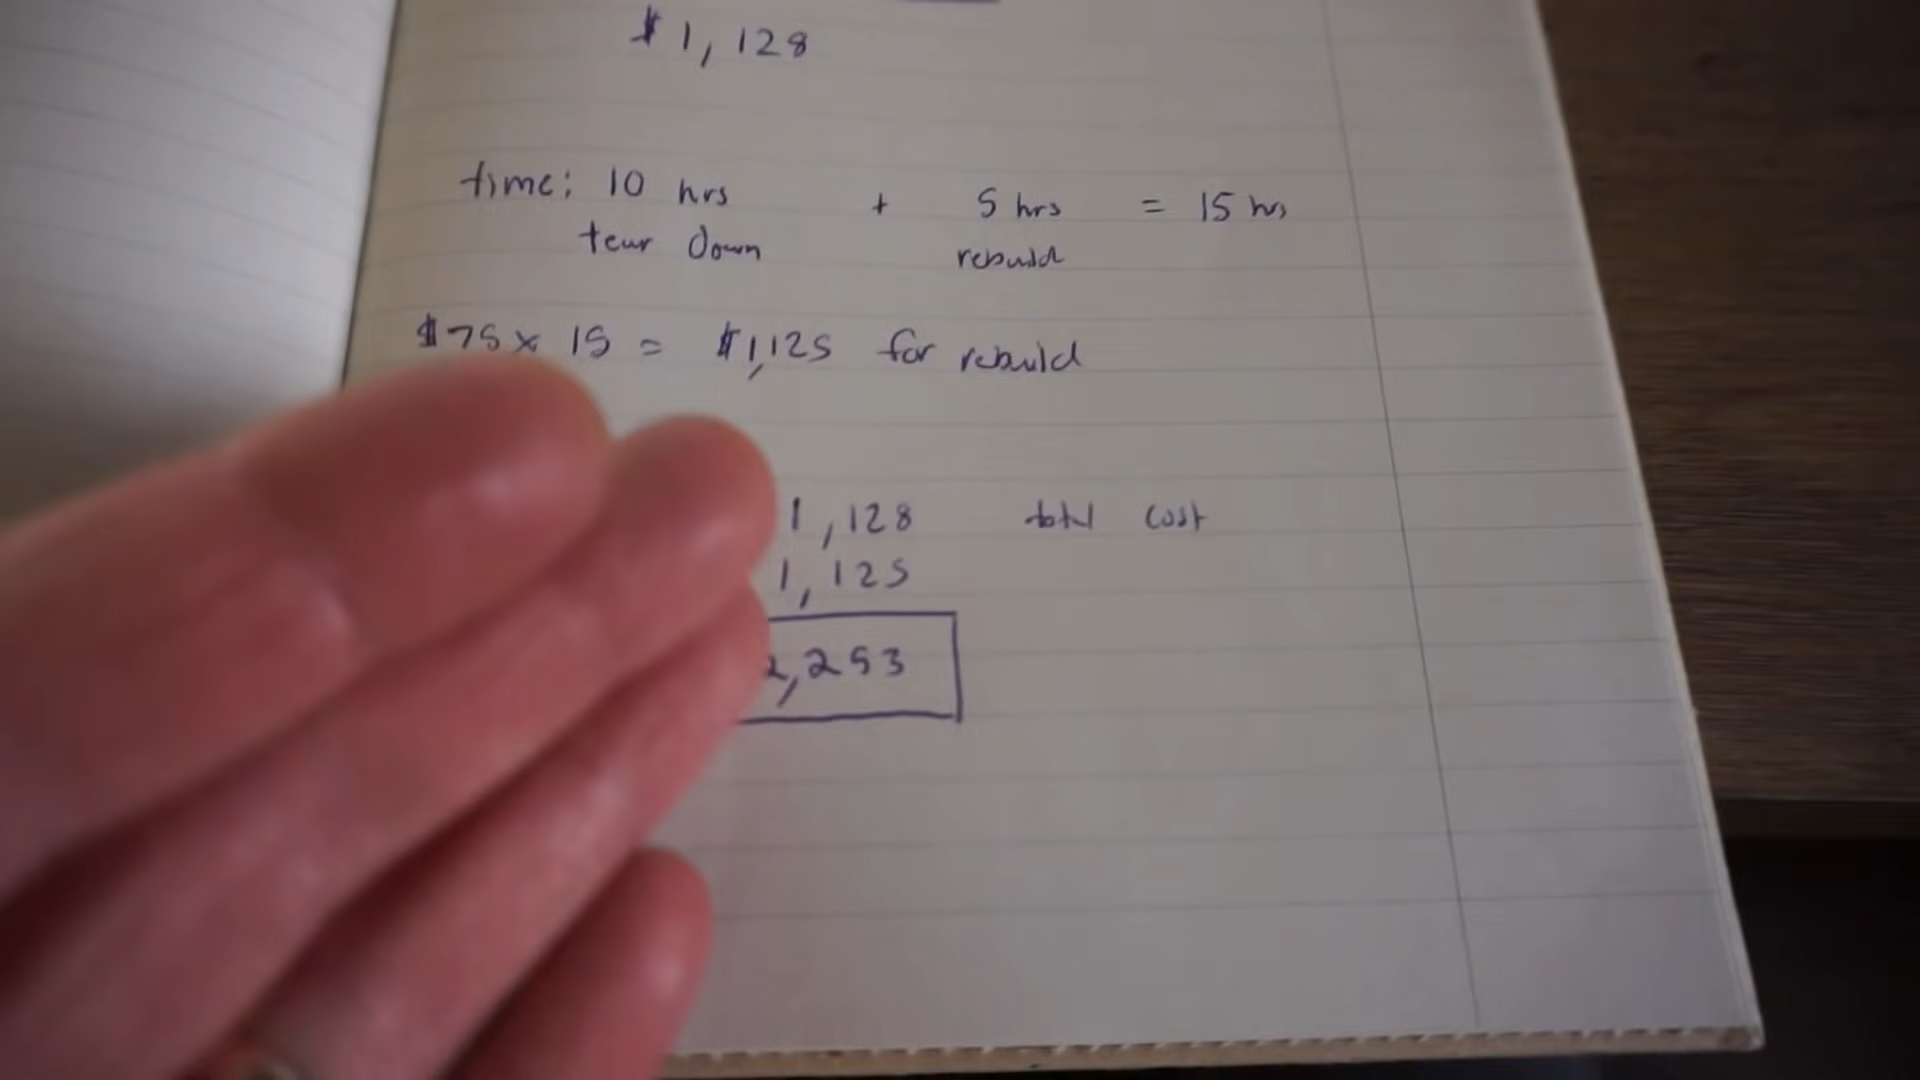 $1,128
time: 10 hrs + 5 hrs = 15 hrs
tear down rebuild
$75 x 15 = $1,125 for rebuild
1,128 total cost
1,125
2,253